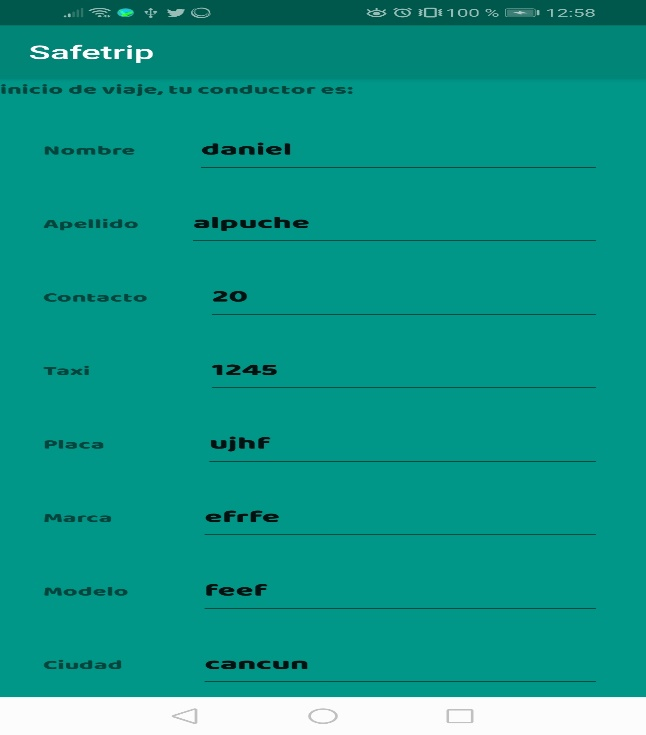 100 % 12:58
Safetrip
inicio de viaje, tu conductor es:
Nombre daniel
Apellido alpuche
Contacto 20
Taxi 1245
Placa ujhf
Marca efrfe
Modelo feef
Ciudad cancun